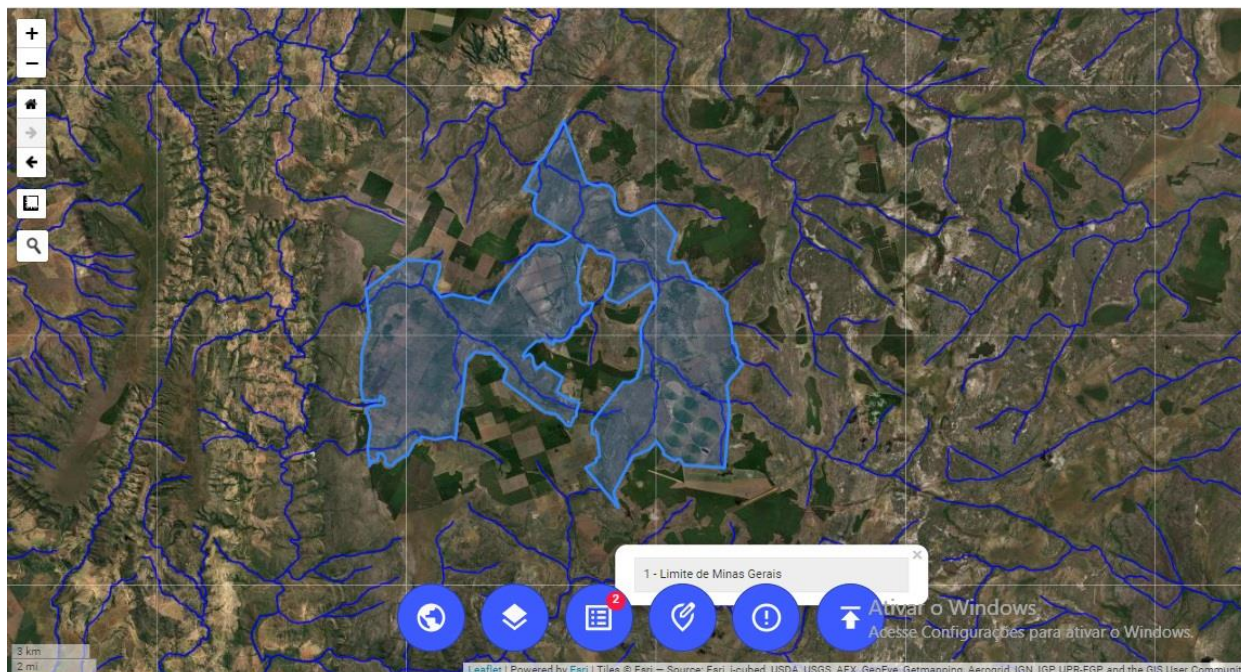 +
−
1 - Limite de Minas Gerais
×
2
Ativar o Windows
Acesse Configurações para ativar o Windows.
3 km
2 mi
Leaflet | Powered by Esri | Tiles © Esri — Source: Esri, i-cubed, USDA, USGS, AEX, GeoEye, Getmapping, Aerogrid, IGN, IGP, UPR-EGP, and the GIS User Communit